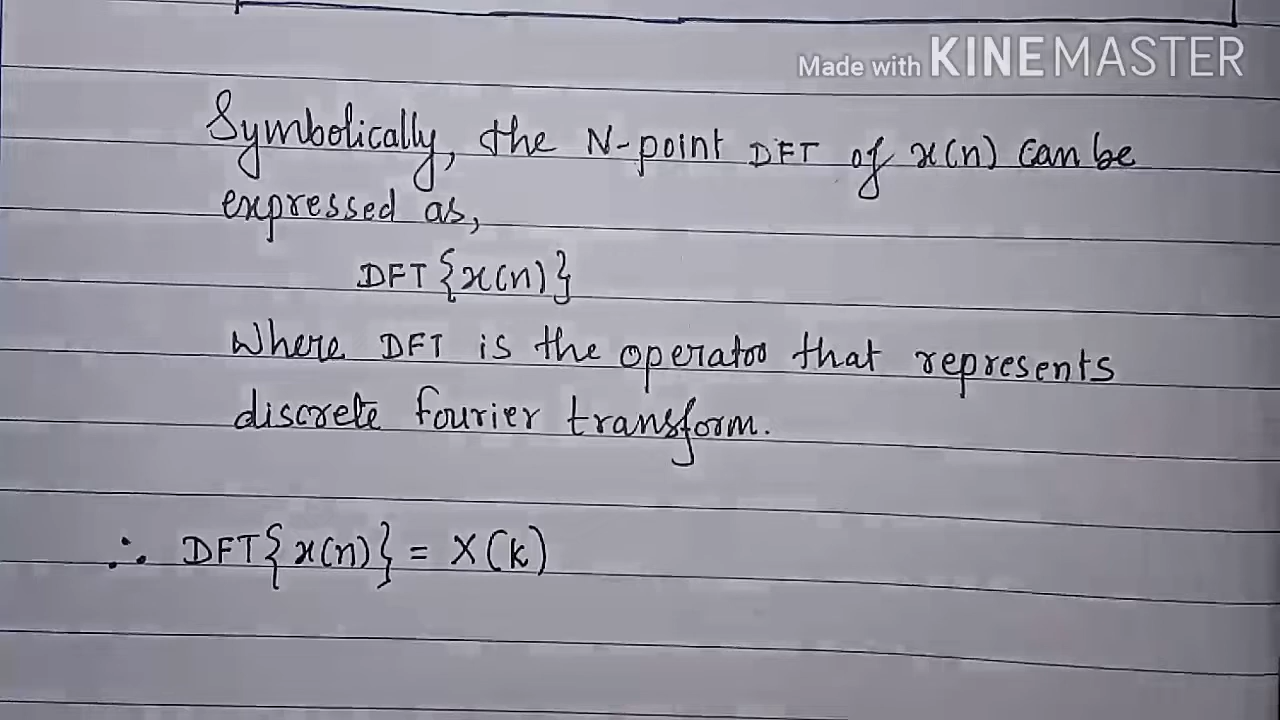 Made with KINEMASTER
Symbolically, the N-point DFT of x(n) can be
expressed as,
DFT{x(n)}
Where DFT is the operator that represents
discrete fourier transform.
∴ DFT{x(n)} = X(k)